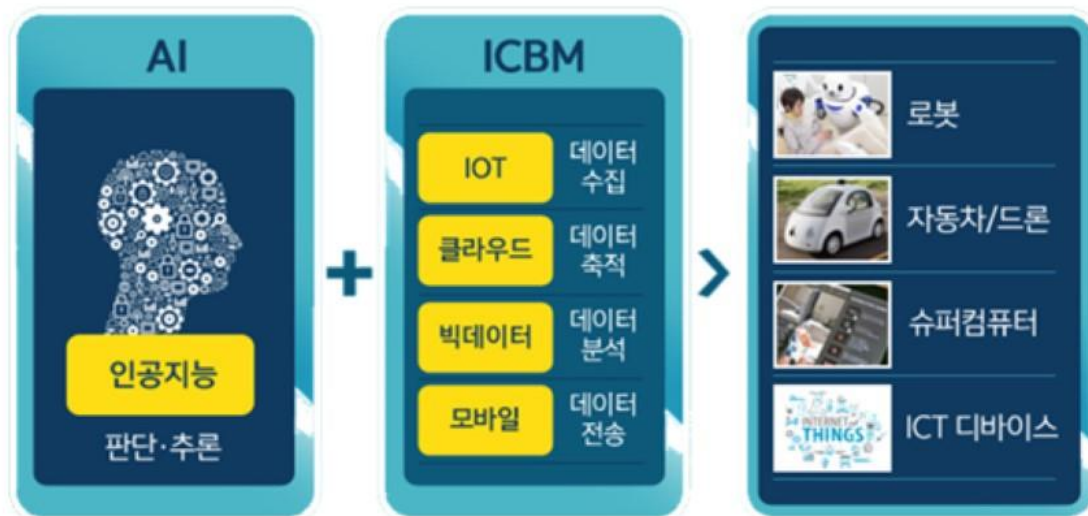 AI
인공지능
판단·추론
+
ICBM
IOT
데이터
수집
클라우드
데이터
축적
빅데이터
데이터
분석
모바일
데이터
전송
>
로봇
자동차/드론
슈퍼컴퓨터
INTERNET
THINGS
ICT 디바이스